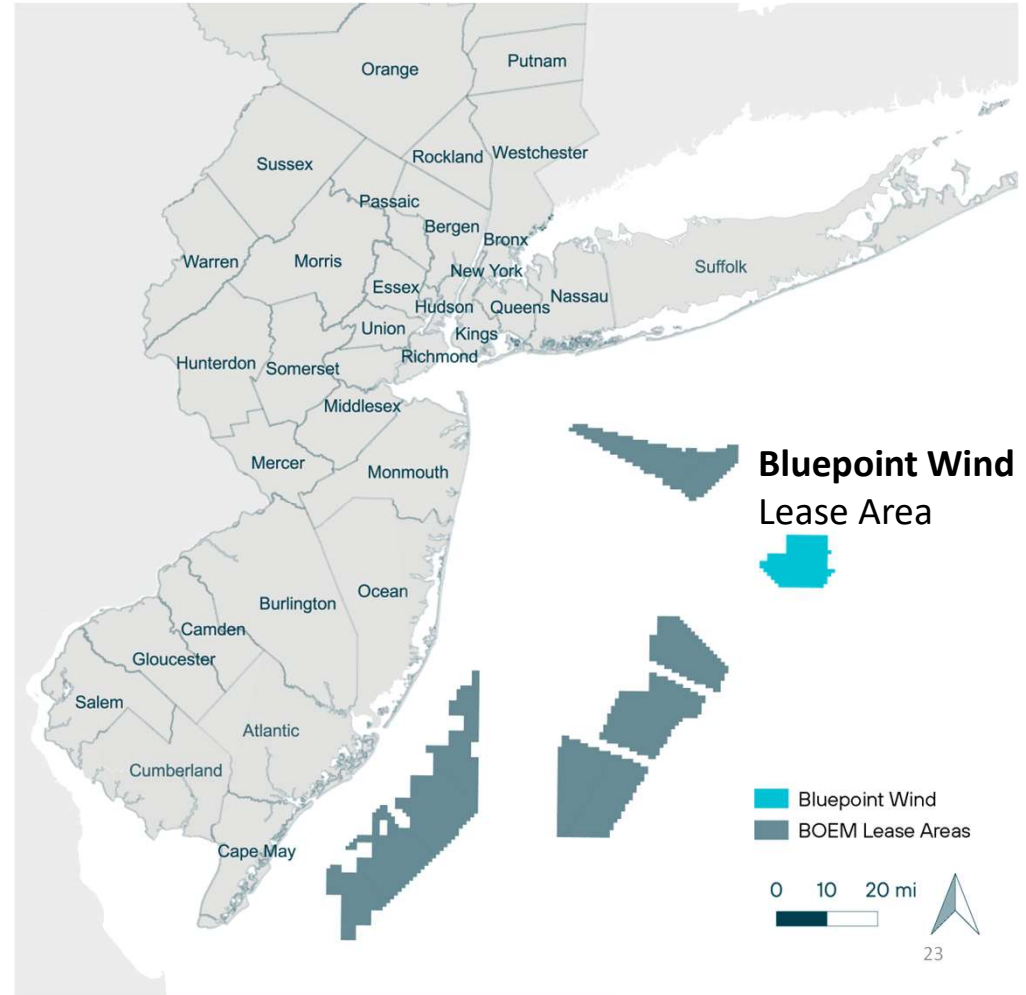 Orange
Putnam
Sussex
Rockland
Westchester
Passaic
Bergen
Bronx
Warren
Morris
New York
Suffolk
Essex
Hudson
Queens
Nassau
Union
Kings
Richmond
Hunterdon
Somerset
Middlesex
Mercer
Monmouth
Bluepoint Wind
Lease Area
Ocean
Burlington
Camden
Gloucester
Salem
Atlantic
Cumberland
Cape May
Bluepoint Wind
BOEM Lease Areas
0 10 20 mi
23